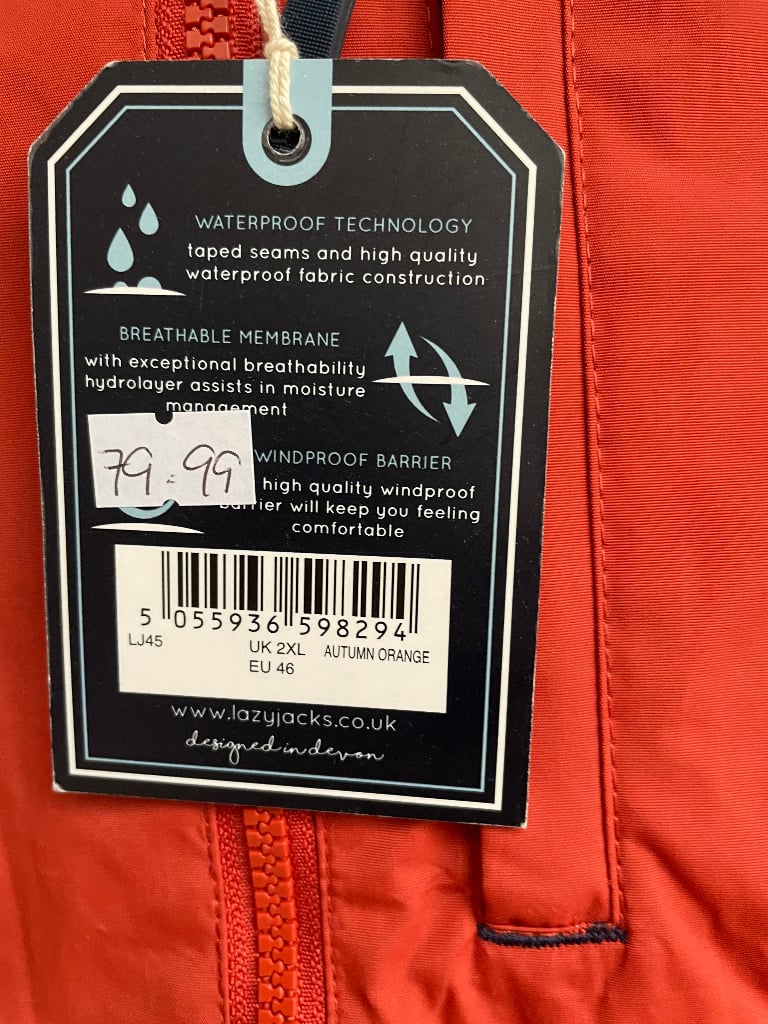 WATERPROOF TECHNOLOGY
taped seams and high quality
waterproof fabric construction
BREATHABLE MEMBRANE
with exceptional breathability
hydrolayer assists in moisture
management
79.99
WINDPROOF BARRIER
high quality windproof
barrier will keep you feeling
comfortable
5 055936 598294
LJ45
UK 2XL AUTUMN ORANGE
EU 46
www.lazyjacks.co.uk
designed in devon